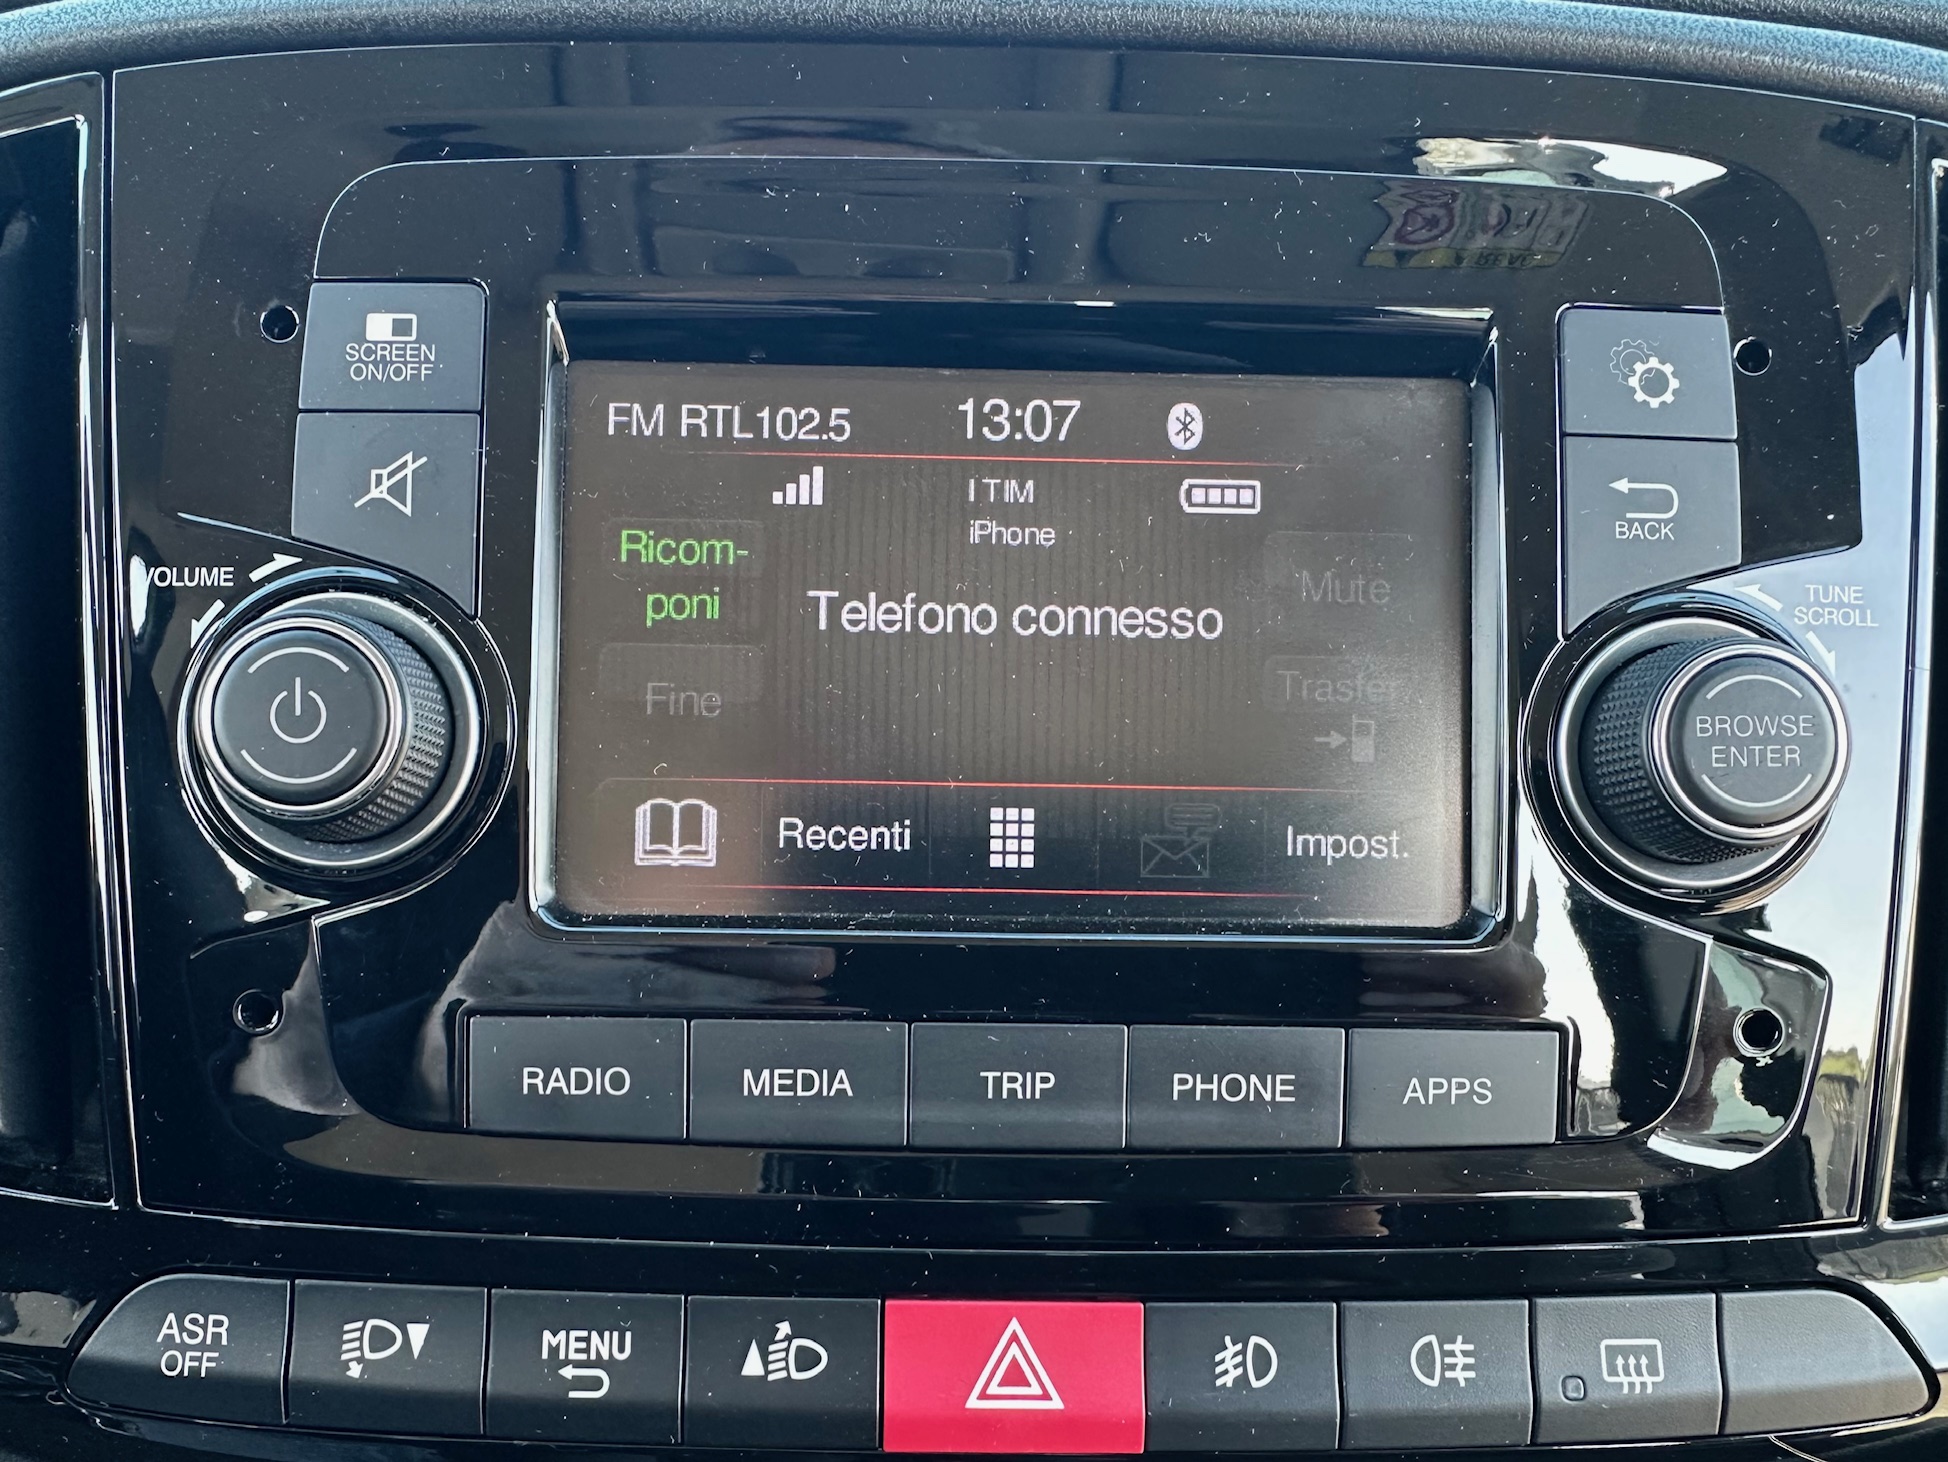 SCREEN
ON/OFF
VOLUME
FM RTL102.5
13:07
I TIM
iPhone
Ricom-
poni
Telefono connesso
Mute
Fine
Trasfer
Recenti
Impost.
BACK
TUNE
SCROLL
BROWSE
ENTER
RADIO
MEDIA
TRIP
PHONE
APPS
ASR
OFF
MENU